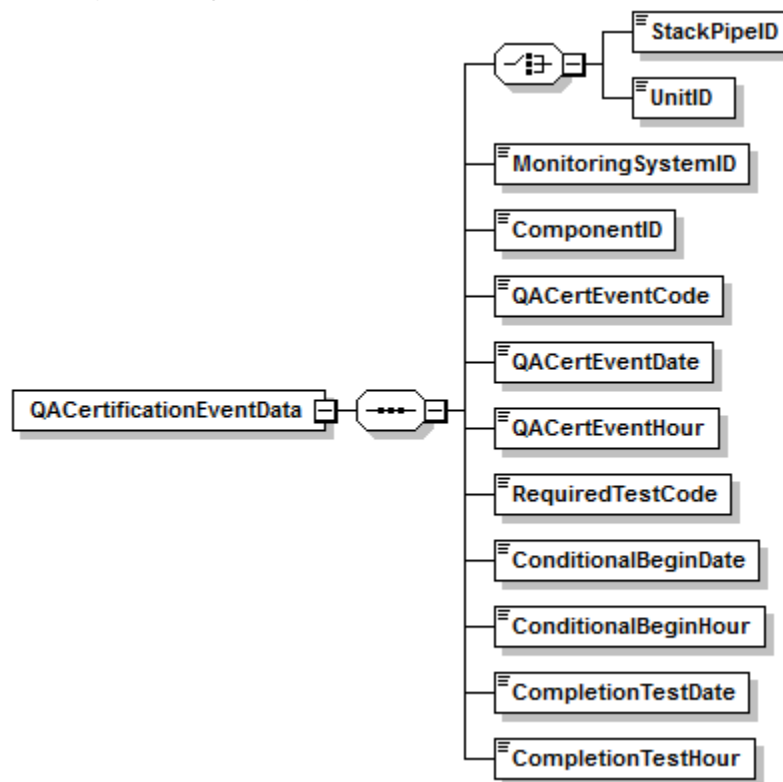 StackPipeID
UnitID
MonitoringSystemID
ComponentID
QACertEventCode
QACertEventDate
QACertificationEventData
QACertEventHour
RequiredTestCode
ConditionalBeginDate
ConditionalBeginHour
CompletionTestDate
CompletionTestHour